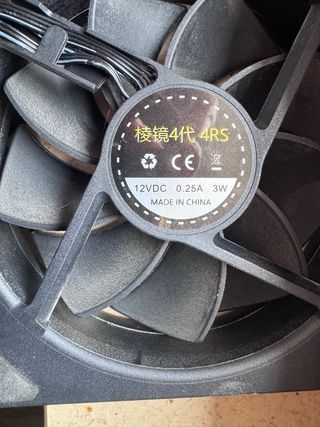 棱镜4代 4RS
CE
12VDC 0.25A 3W
MADE IN CHINA